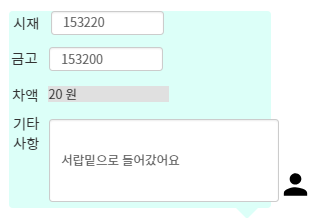 시재 153220
금고 153200
차액 20 원
기타
사항
서랍밑으로 들어갔어요